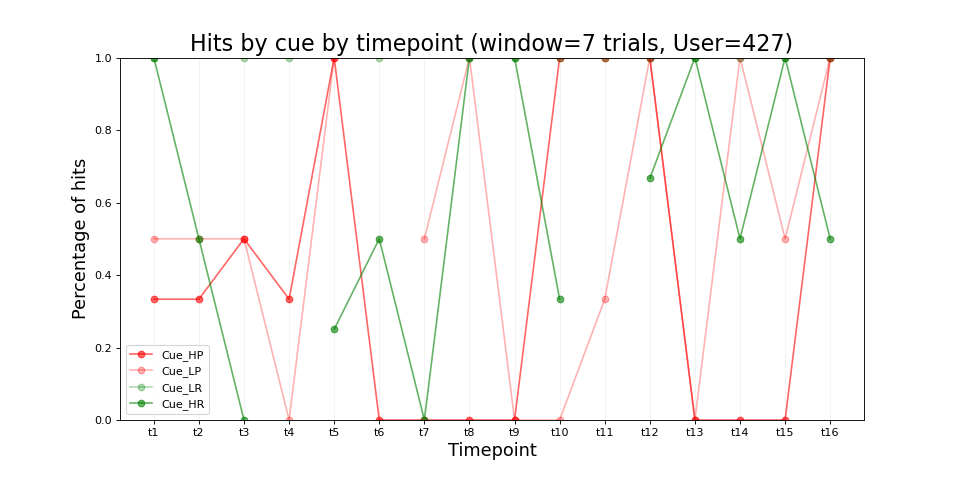 Hits by cue by timepoint (window=7 trials, User=427)
Percentage of hits
1.0
0.8
0.6
0.4
0.2
0.0
Cue_HP
Cue_LP
Cue_LR
Cue_HR
t1 t2 t3 t4 t5 t6 t7 t8 t9 t10 t11 t12 t13 t14 t15 t16
Timepoint